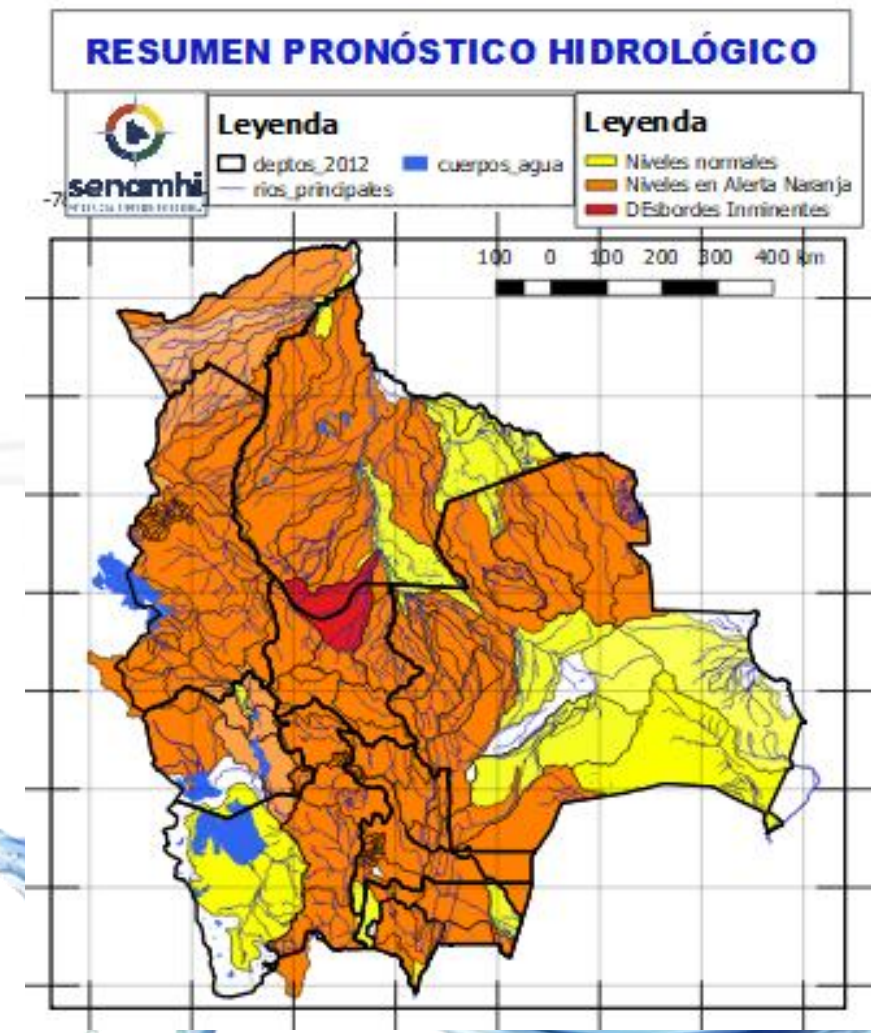 RESUMEN PRONÓSTICO HIDROLÓGICO
senamhi
Leyenda
deptos_2012
cuerpos_agua
rios_principales
Leyenda
Niveles normales
Niveles en Alerta Naranja
DEsbordes Inminentes
100 0 100 200 300 400 km